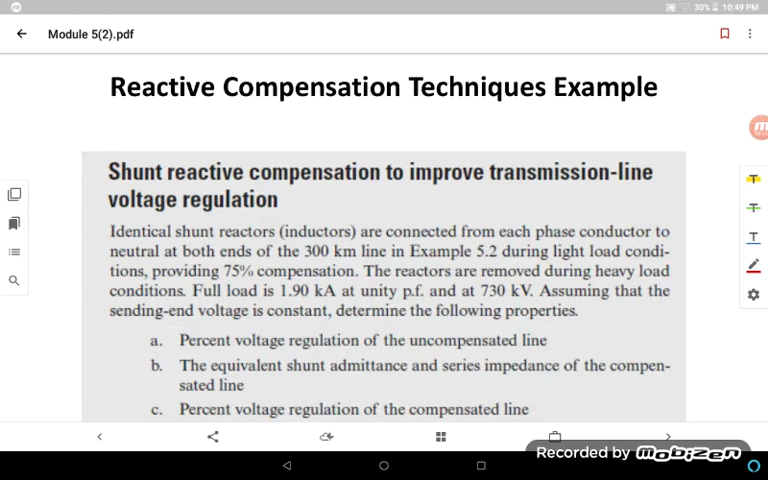 30% 10:49 PM
Module 5(2).pdf
Reactive Compensation Techniques Example
Shunt reactive compensation to improve transmission-line
voltage regulation
Identical shunt reactors (inductors) are connected from each phase conductor to
neutral at both ends of the 300 km line in Example 5.2 during light load condi-
tions, providing 75% compensation. The reactors are removed during heavy load
conditions. Full load is 1.90 kA at unity p.f. and at 730 kV. Assuming that the
sending-end voltage is constant, determine the following properties.
a. Percent voltage regulation of the uncompensated line
b. The equivalent shunt admittance and series impedance of the compen-
sated line
c. Percent voltage regulation of the compensated line
Recorded by mobizen